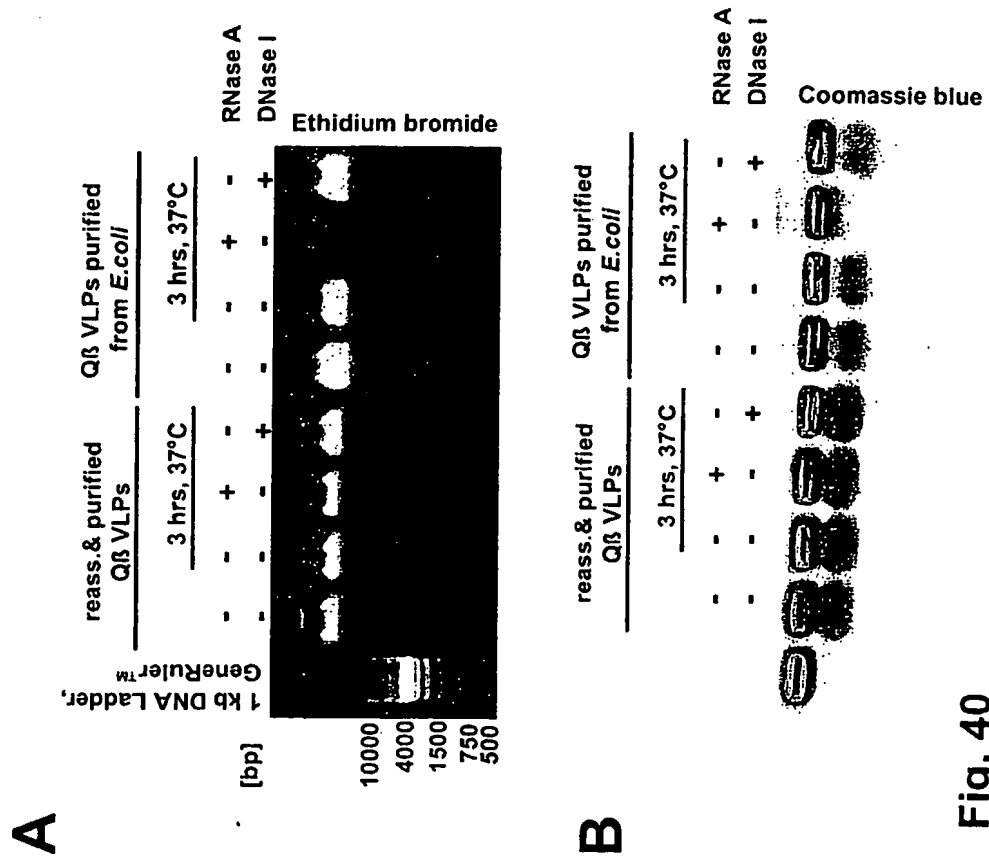 A
reass.& purified
Qß VLPs
Qß VLPs purified
from E.coli
3 hrs, 37°C
3 hrs, 37°C
- - + - - - + - RNase A
- - - + - - - + DNase I
1 kb DNA Ladder,
GeneRuler™
[bp]
10000
4000
1500
750
500
Ethidium bromide
B
reass.& purified
Qß VLPs
Qß VLPs purified
from E.coli
3 hrs, 37°C
3 hrs, 37°C
- - + - - - + - RNase A
- - - + - - - + DNase I
Coomassie blue
Fig. 40